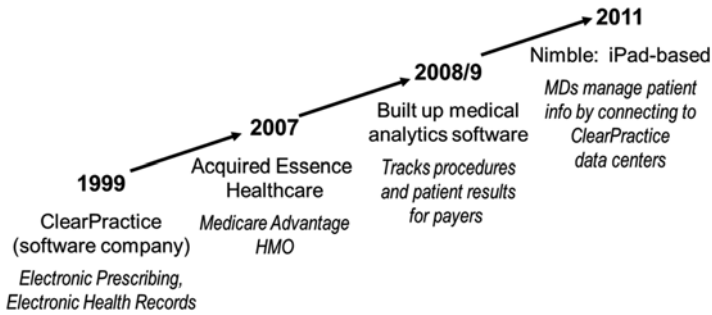 1999
ClearPractice
(software company)
Electronic Prescribing,
Electronic Health Records
2007
Acquired Essence
Healthcare
Medicare Advantage
HMO
2008/9
Built up medical
analytics software
Tracks procedures
and patient results
for payers
2011
Nimble: iPad-based
MDs manage patient
info by connecting to
ClearPractice
data centers